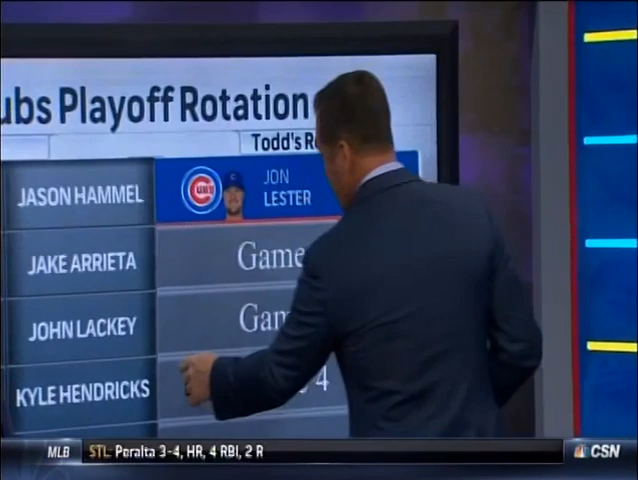 ubs Playoff Rotation
Todd's R
JASON HAMMEL
CUBS
JON
LESTER
JAKE ARRIETA
Game
JOHN LACKEY
Gam
KYLE HENDRICKS
4
MLB STL Peralta 3-4, HR, 4 RBI, 2 R CSN